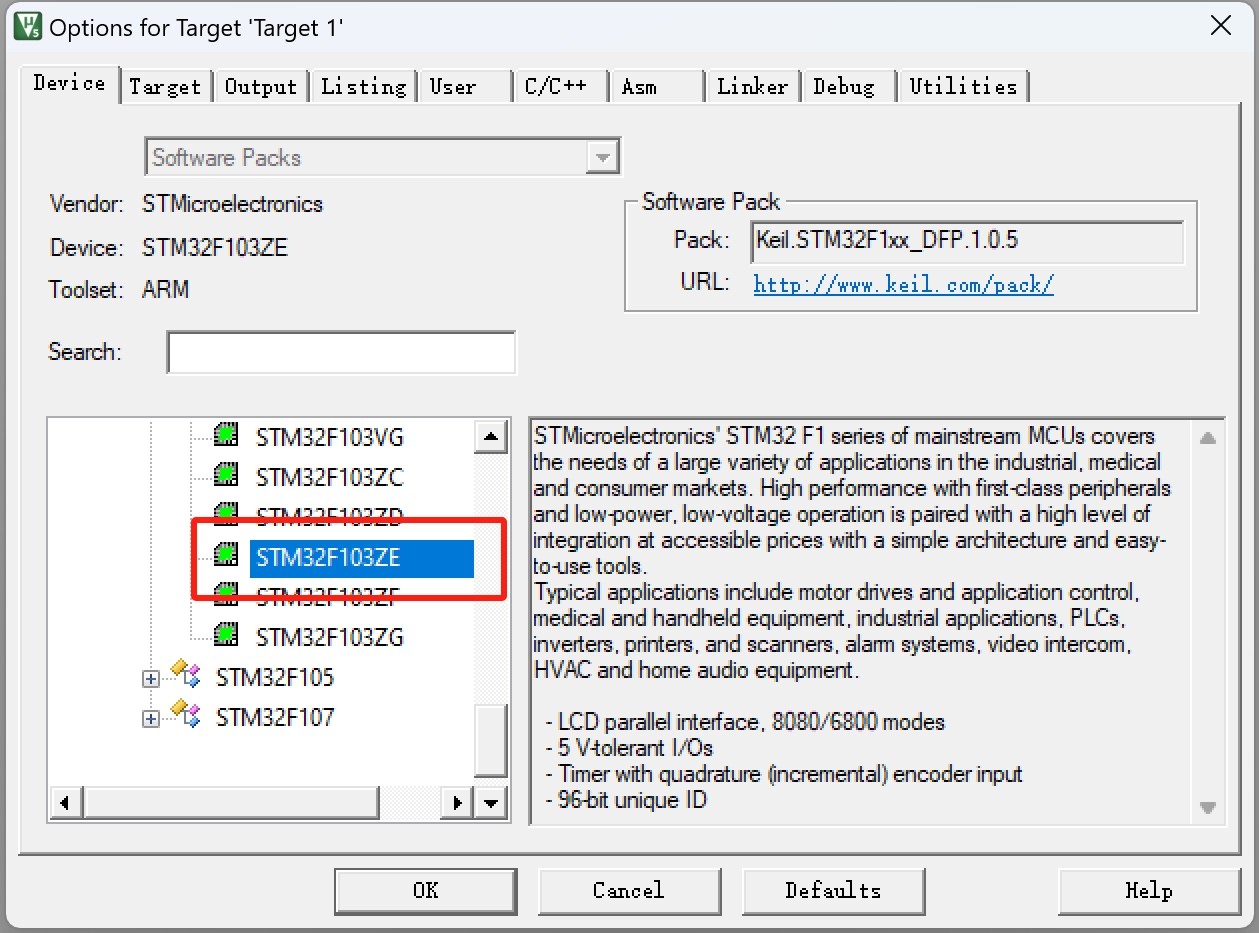 Options for Target 'Target 1'
Device Target Output Listing User C/C++ Asm Linker Debug Utilities
Software Packs
Vendor: STMicroelectronics
Device: STM32F103ZE
Toolset: ARM
Software Pack
Pack: Keil.STM32F1xx_DFP.1.0.5
URL: http://www.keil.com/pack/
Search:
STM32F103VG
STM32F103ZC
STM32F103ZD
STM32F103ZE
STM32F103ZF
STM32F103ZG
STM32F105
STM32F107
STMicroelectronics' STM32 F1 series of mainstream MCUs covers
the needs of a large variety of applications in the industrial, medical
and consumer markets. High performance with first-class peripherals
and low-power, low-voltage operation is paired with a high level of
integration at accessible prices with a simple architecture and easy-
to-use tools.
Typical applications include motor drives and application control,
medical and handheld equipment, industrial applications, PLCs,
inverters, printers, and scanners, alarm systems, video intercom,
HVAC and home audio equipment.
- LCD parallel interface, 8080/6800 modes
- 5 V-tolerant I/Os
- Timer with quadrature (incremental) encoder input
- 96-bit unique ID
OK Cancel Defaults Help